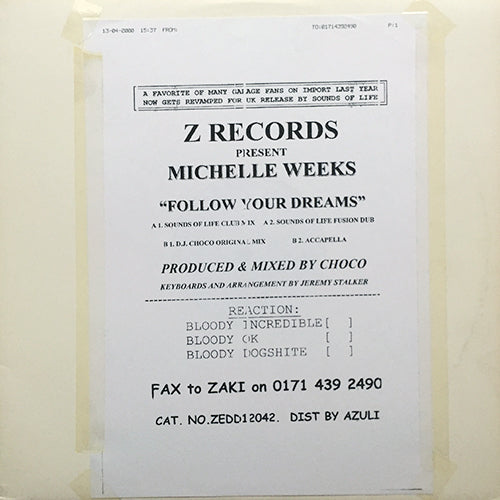 13-04-2000 15:37 FROM: TO:01714392490 P:1
A FAVORITE OF MANY GARAGE FANS ON IMPORT LAST YEAR
NOW GETS REVAMPED FOR UK RELEASE BY SOUNDS OF LIFE
Z RECORDS
PRESENT
MICHELLE WEEKS
“FOLLOW YOUR DREAMS”
A 1. SOUNDS OF LIFE CLUB MIX A 2. SOUNDS OF LIFE FUSION DUB
B 1. D.J. CHOCO ORIGINAL MIX B 2. ACCAPELLA
PRODUCED & MIXED BY CHOCO
KEYBOARDS AND ARRANGEMENT BY JEREMY STALKER
REACTION:
BLOODY INCREDIBLE[ ]
BLOODY OK [ ]
BLOODY DOGSHITE [ ]
FAX to ZAKI on 0171 439 2490
CAT. NO.ZEDD12042. DIST BY AZULI